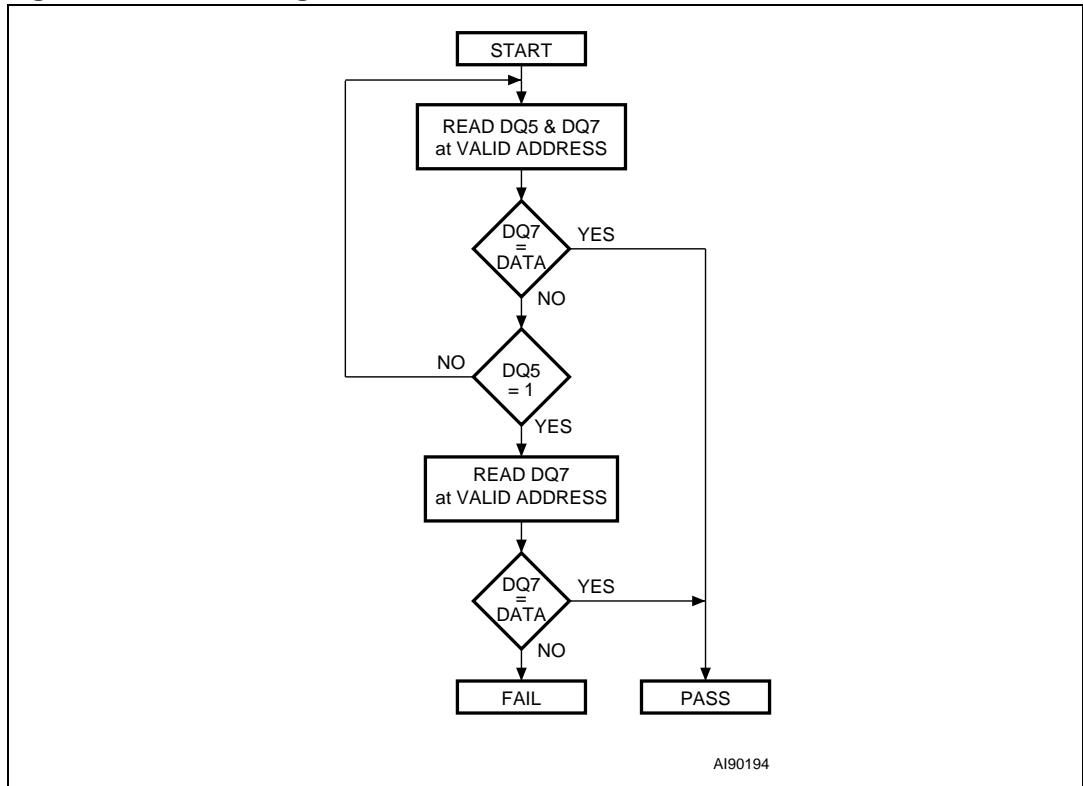 START
READ DQ5 & DQ7
at VALID ADDRESS
DQ7
=
DATA
YES
NO
DQ5
= 1
NO
YES
READ DQ7
at VALID ADDRESS
DQ7
=
DATA
YES
NO
FAIL
PASS
AI90194